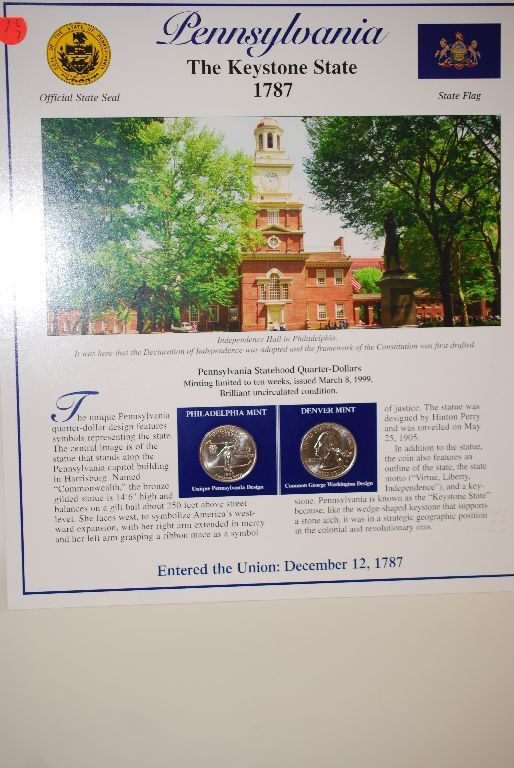 Pennsylvania
The Keystone State
1787
Official State Seal
State Flag
Independence Hall in Philadelphia.
It was here that the Declaration of Independence was adopted and the framework of the Constitution was first drafted.
Pennsylvania Statehood Quarter-Dollars
Minting limited to ten weeks, issued March 8, 1999.
Brilliant uncirculated condition.
The unique Pennsylvania
quarter-dollar design features
symbols representing the state.
The central image is of the
statue that stands atop the
Pennsylvania capitol building
in Harrisburg. Named
"Commonwealth," the bronze
gilded statue is 14'6" high and
balances on a gilt ball about 250 feet above street
level. She faces west, to symbolize America's west-
ward expansion, with her right arm extended in mercy
and her left arm grasping a ribbon mace as a symbol
PHILADELPHIA MINT
Unique Pennsylvania Design
DENVER MINT
Common George Washington Design
of justice. The statue was
designed by Hinton Perry
and was unveiled on May
25, 1905.
In addition to the statue,
the coin also features an
outline of the state, the state
motto ("Virtue, Liberty,
Independence"), and a key-
stone. Pennsylvania is known as the "Keystone State"
because, like the wedge-shaped keystone that supports
a stone arch, it was in a strategic geographic position
in the colonial and revolutionary eras.
Entered the Union: December 12, 1787